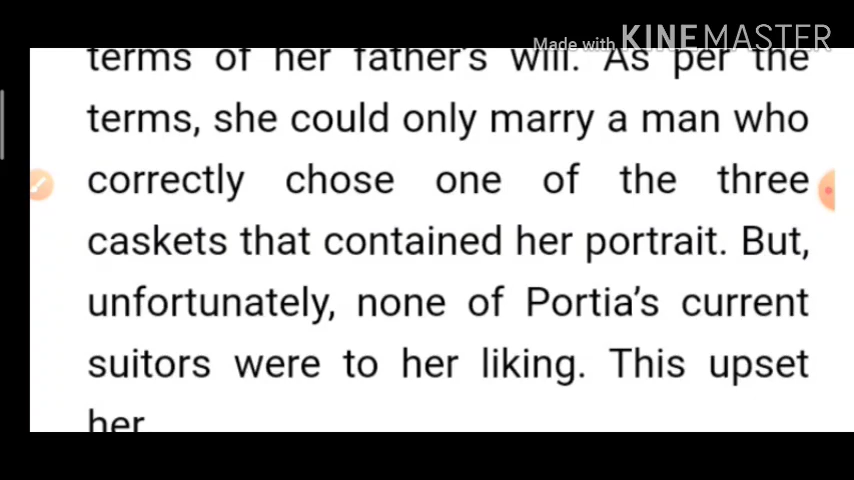 Made with KINEMASTER
terms of her father's will. As per the
terms, she could only marry a man who
correctly chose one of the three
caskets that contained her portrait. But,
unfortunately, none of Portia's current
suitors were to her liking. This upset
her